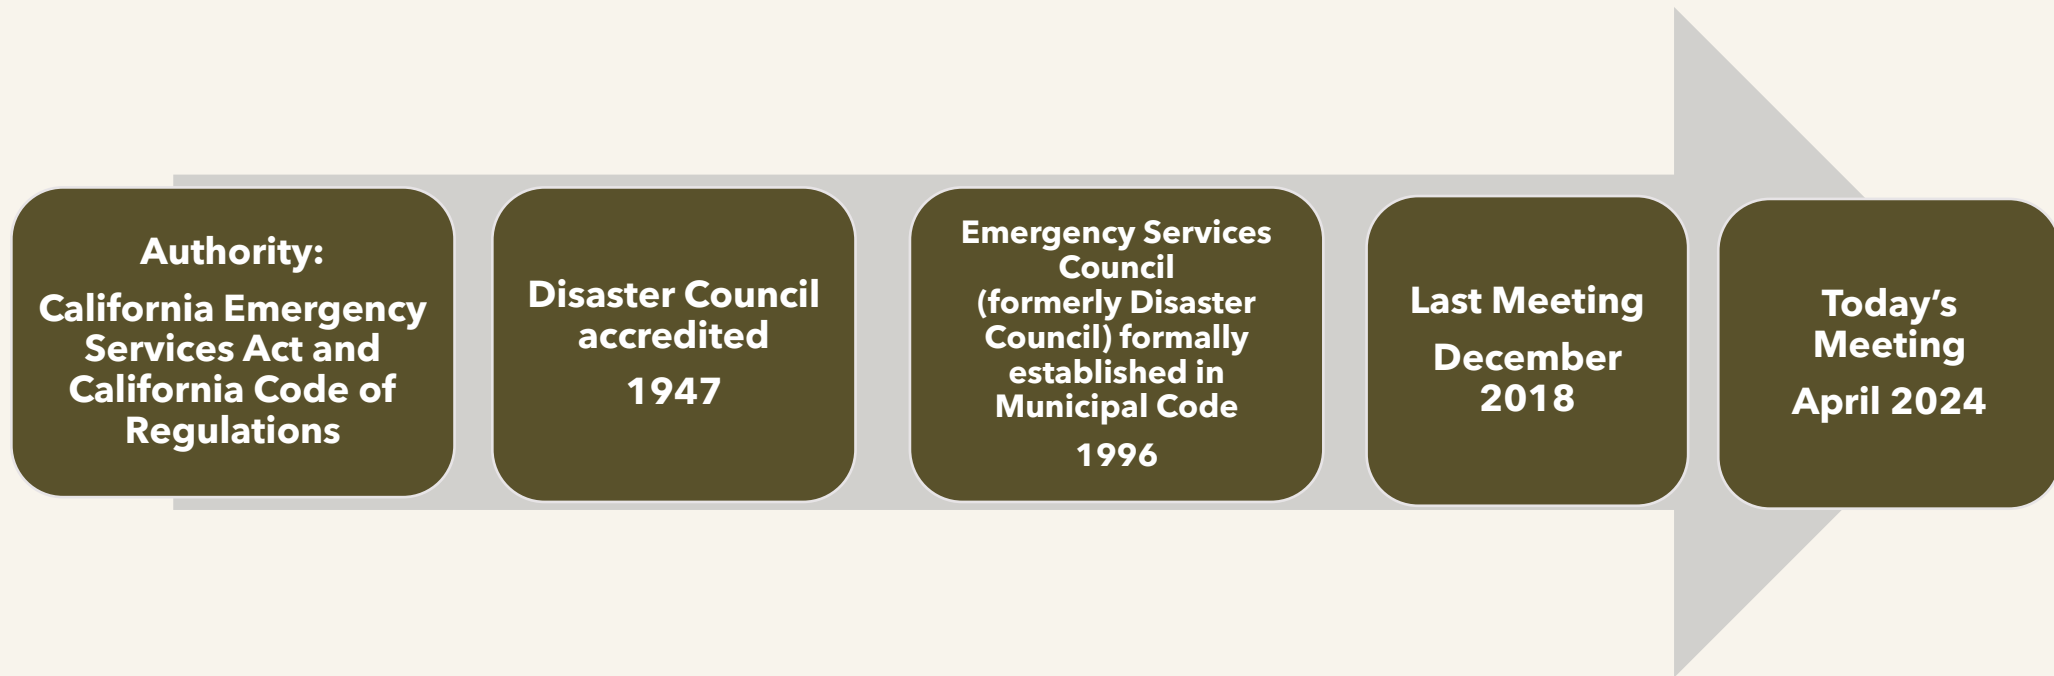 Authority:
California Emergency
Services Act and
California Code of
Regulations
Disaster Council
accredited
1947
Emergency Services
Council
(formerly Disaster
Council) formally
established in
Municipal Code
1996
Last Meeting
December
2018
Today’s
Meeting
April 2024